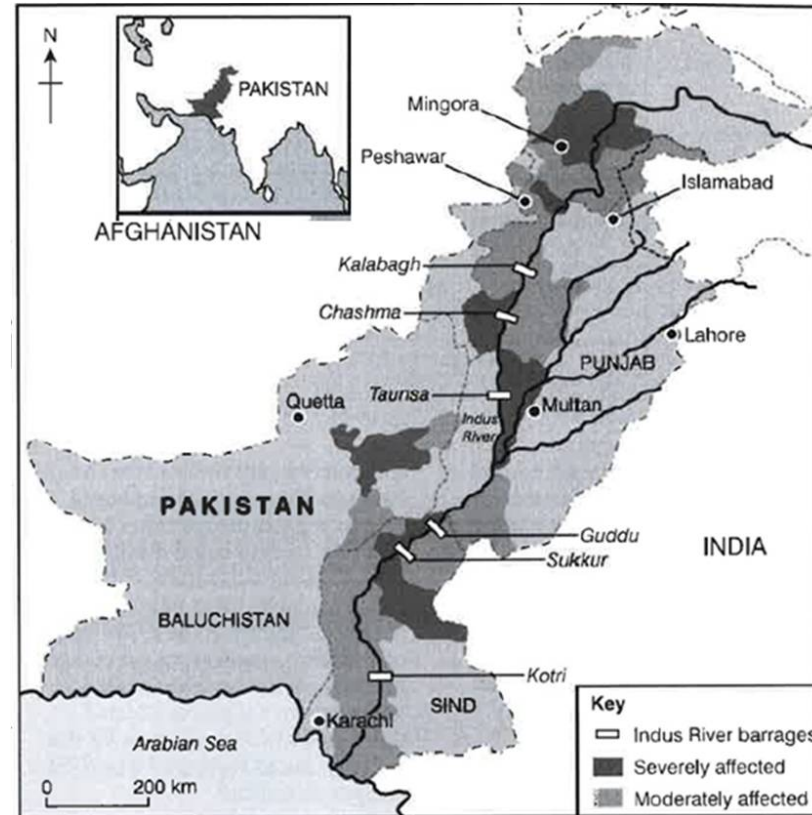 N
PAKISTAN
Mingora
Peshawar
Islamabad
AFGHANISTAN
Kalabagh
Chashma
Lahore
PUNJAB
Taunsa
Quetta
Multan
Indus
River
PAKISTAN
Guddu
Sukkur
INDIA
BALUCHISTAN
Kotri
SIND
Karachi
Arabian Sea
0 200 km
Key
Indus River barrages
Severely affected
Moderately affected